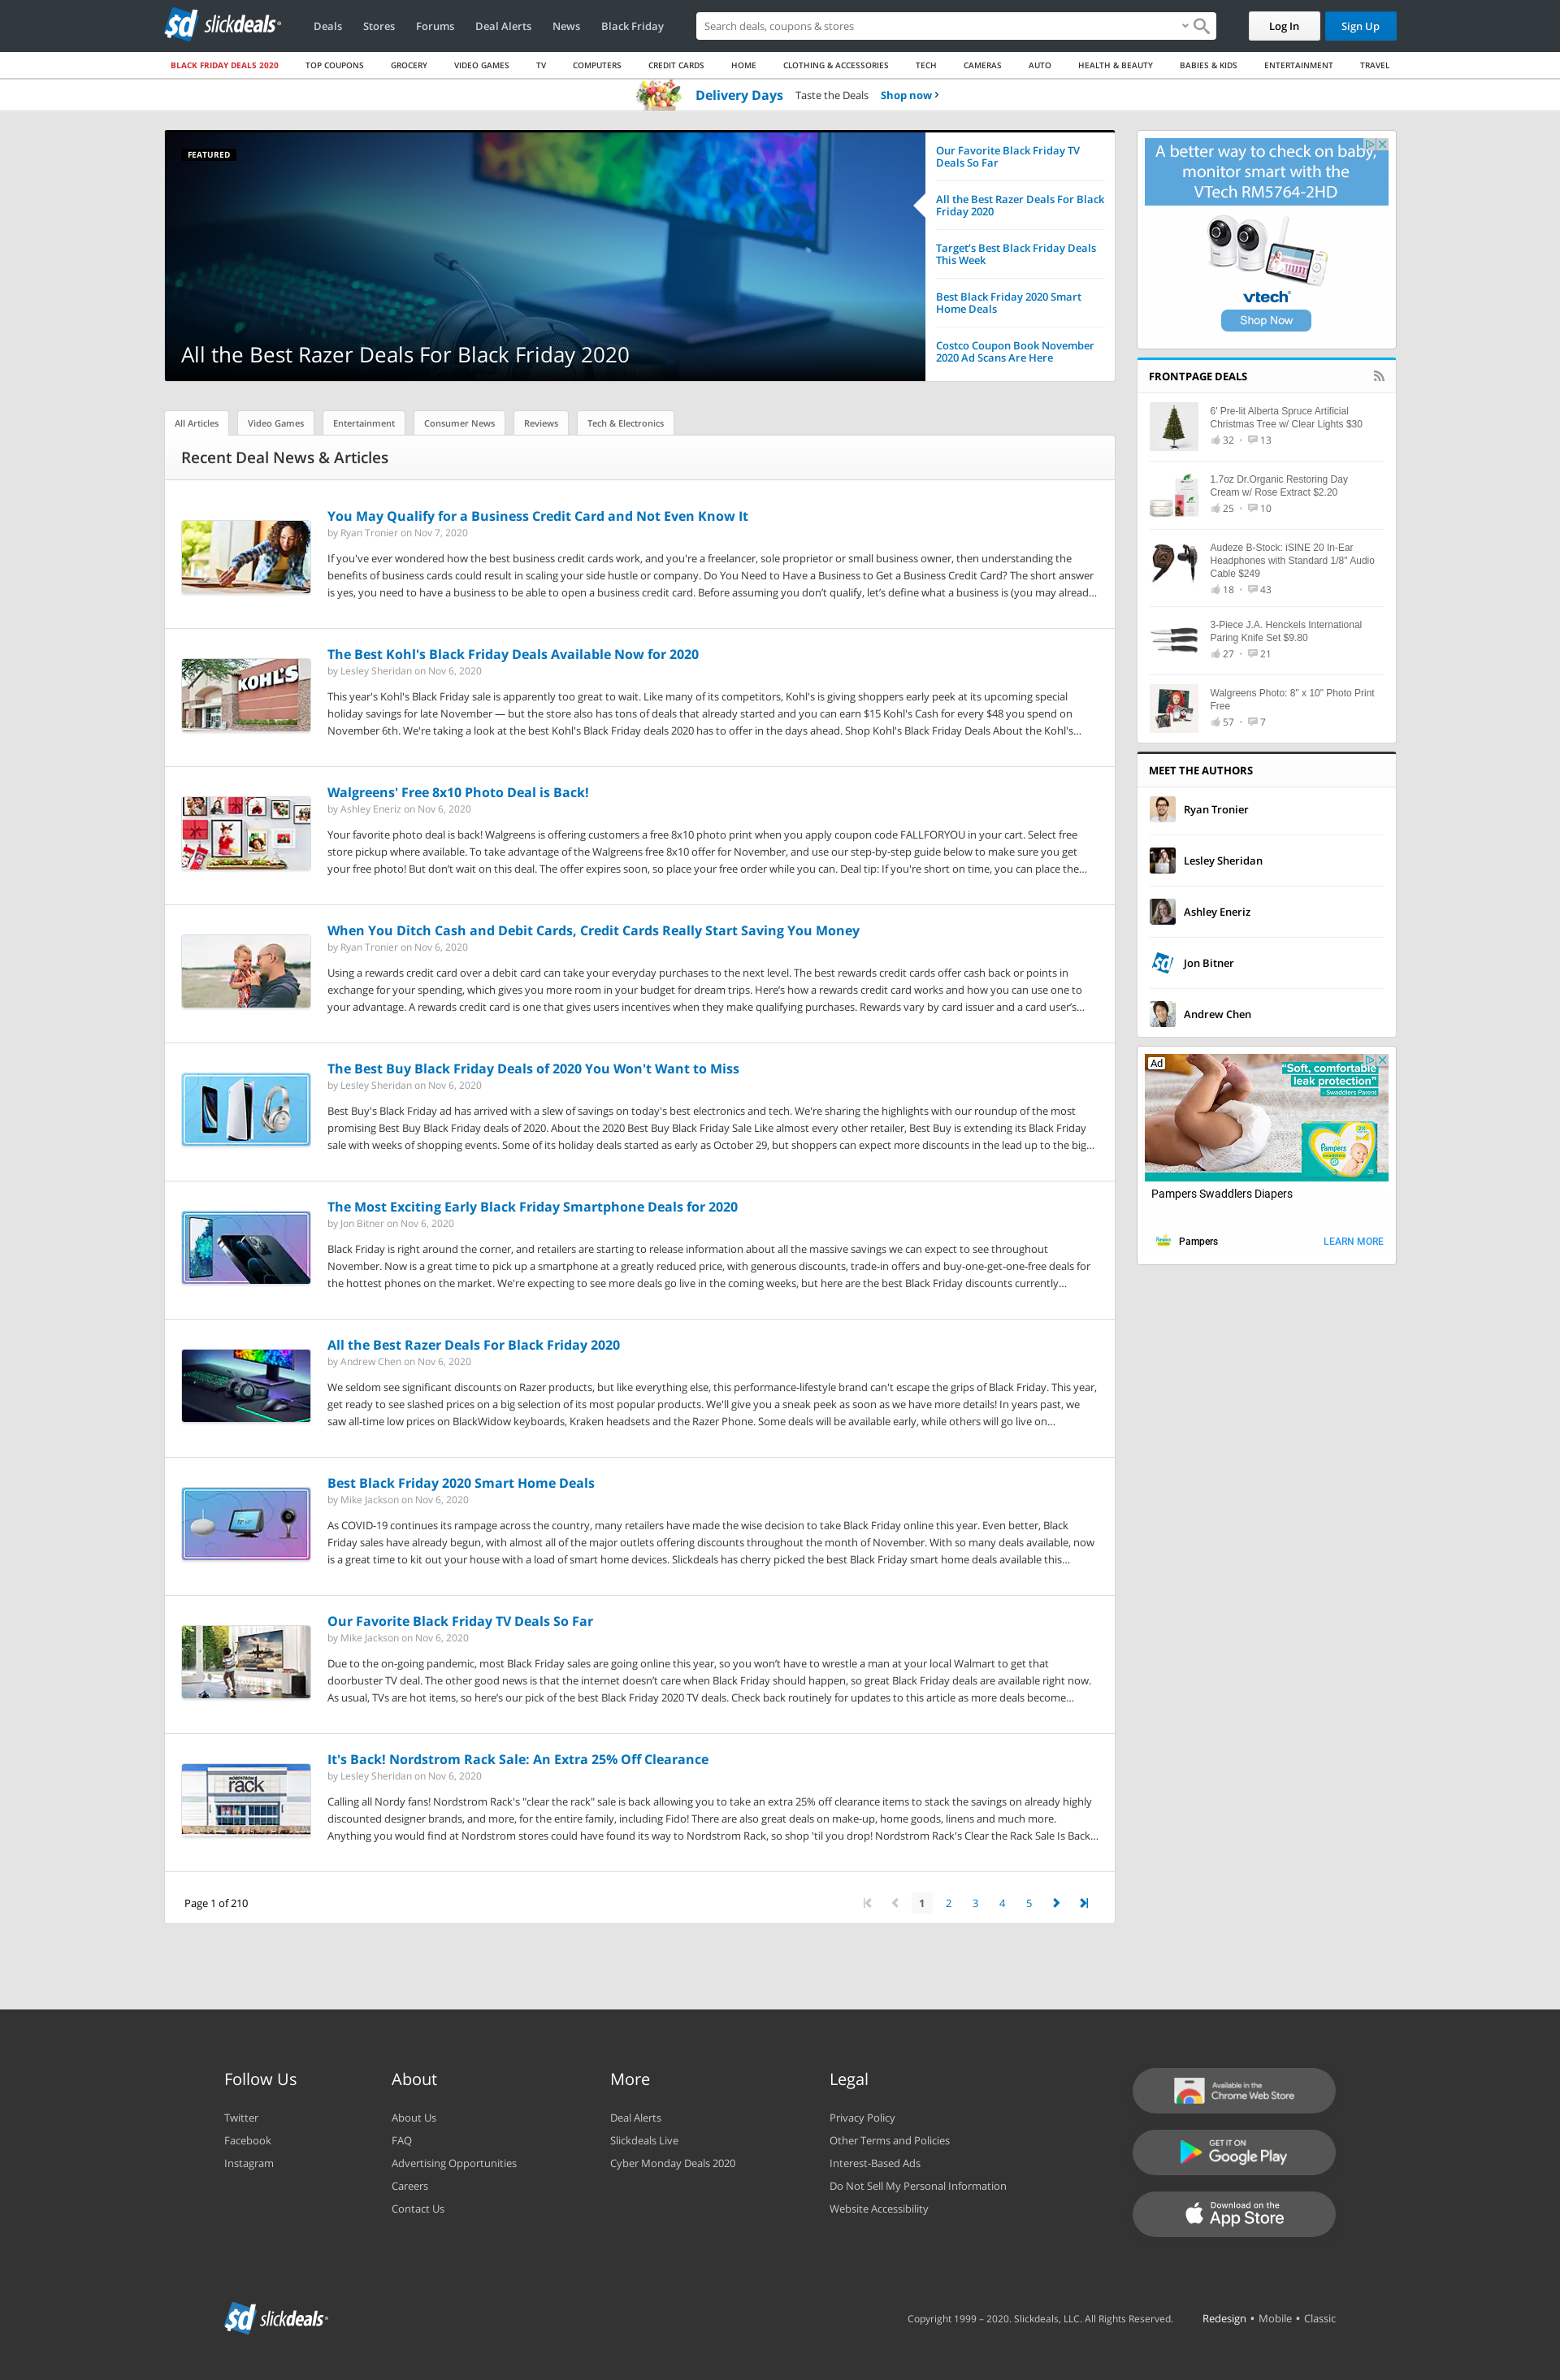 sd slickdeals®
Deals Stores Forums Deal Alerts News Black Friday
Search deals, coupons & stores
Log In
Sign Up
BLACK FRIDAY DEALS 2020 TOP COUPONS GROCERY VIDEO GAMES TV COMPUTERS CREDIT CARDS HOME CLOTHING & ACCESSORIES TECH CAMERAS AUTO HEALTH & BEAUTY BABIES & KIDS ENTERTAINMENT TRAVEL
Delivery Days Taste the Deals Shop now
FEATURED
All the Best Razer Deals For Black Friday 2020
Our Favorite Black Friday TV
Deals So Far
All the Best Razer Deals For Black
Friday 2020
Target's Best Black Friday Deals
This Week
Best Black Friday 2020 Smart
Home Deals
Costco Coupon Book November
2020 Ad Scans Are Here
All Articles Video Games Entertainment Consumer News Reviews Tech & Electronics
Recent Deal News & Articles
You May Qualify for a Business Credit Card and Not Even Know It
by Ryan Tronier on Nov 7, 2020
If you've ever wondered how the best business credit cards work, and you're a freelancer, sole proprietor or small business owner, then understanding the
benefits of business cards could result in scaling your side hustle or company. Do You Need to Have a Business to Get a Business Credit Card? The short answer
is yes, you need to have a business to be able to open a business credit card. Before assuming you don't qualify, let's define what a business is (you may alread...
KOHL'S
The Best Kohl's Black Friday Deals Available Now for 2020
by Lesley Sheridan on Nov 6, 2020
This year's Kohl's Black Friday sale is apparently too great to wait. Like many of its competitors, Kohl's is giving shoppers early peek at its upcoming special
holiday savings for late November — but the store also has tons of deals that already started and you can earn $15 Kohl's Cash for every $48 you spend on
November 6th. We're taking a look at the best Kohl's Black Friday deals 2020 has to offer in the days ahead. Shop Kohl's Black Friday Deals About the Kohl's...
Walgreens' Free 8x10 Photo Deal is Back!
by Ashley Eneriz on Nov 6, 2020
Your favorite photo deal is back! Walgreens is offering customers a free 8x10 photo print when you apply coupon code FALLFORYOU in your cart. Select free
store pickup where available. To take advantage of the Walgreens free 8x10 offer for November, and use our step-by-step guide below to make sure you get
your free photo! But don't wait on this deal. The offer expires soon, so place your free order while you can. Deal tip: If you're short on time, you can place the...
When You Ditch Cash and Debit Cards, Credit Cards Really Start Saving You Money
by Ryan Tronier on Nov 6, 2020
Using a rewards credit card over a debit card can take your everyday purchases to the next level. The best rewards credit cards offer cash back or points in
exchange for your spending, which gives you more room in your budget for dream trips. Here's how a rewards credit card works and how you can use one to
your advantage. A rewards credit card is one that gives users incentives when they make qualifying purchases. Rewards vary by card issuer and a card user's...
The Best Buy Black Friday Deals of 2020 You Won't Want to Miss
by Lesley Sheridan on Nov 6, 2020
Best Buy's Black Friday ad has arrived with a slew of savings on today's best electronics and tech. We're sharing the highlights with our roundup of the most
promising Best Buy Black Friday deals of 2020. About the 2020 Best Buy Black Friday Sale Like almost every other retailer, Best Buy is extending its Black Friday
sale with weeks of shopping events. Some of its holiday deals started as early as October 29, but shoppers can expect more discounts in the lead up to the big...
The Most Exciting Early Black Friday Smartphone Deals for 2020
by Jon Bitner on Nov 6, 2020
Black Friday is right around the corner, and retailers are starting to release information about all the massive savings we can expect to see throughout
November. Now is a great time to pick up a smartphone at a greatly reduced price, with generous discounts, trade-in offers and buy-one-get-one-free deals for
the hottest phones on the market. We're expecting to see more deals go live in the coming weeks, but here are the best Black Friday discounts currently...
All the Best Razer Deals For Black Friday 2020
by Andrew Chen on Nov 6, 2020
We seldom see significant discounts on Razer products, but like everything else, this performance-lifestyle brand can't escape the grips of Black Friday. This year,
get ready to see slashed prices on a big selection of its most popular products. We'll give you a sneak peek as soon as we have more details! In years past, we
saw all-time low prices on BlackWidow keyboards, Kraken headsets and the Razer Phone. Some deals will be available early, while others will go live on...
Best Black Friday 2020 Smart Home Deals
by Mike Jackson on Nov 6, 2020
As COVID-19 continues its rampage across the country, many retailers have made the wise decision to take Black Friday online this year. Even better, Black
Friday sales have already begun, with almost all of the major outlets offering discounts throughout the month of November. With so many deals available, now
is a great time to kit out your house with a load of smart home devices. Slickdeals has cherry picked the best Black Friday smart home deals available this...
Our Favorite Black Friday TV Deals So Far
by Mike Jackson on Nov 6, 2020
Due to the on-going pandemic, most Black Friday sales are going online this year, so you won't have to wrestle a man at your local Walmart to get that
doorbuster TV deal. The other good news is that the internet doesn't care when Black Friday should happen, so great Black Friday deals are available right now.
As usual, TVs are hot items, so here's our pick of the best Black Friday 2020 TV deals. Check back routinely for updates to this article as more deals become...
NORDSTROM
rack
It's Back! Nordstrom Rack Sale: An Extra 25% Off Clearance
by Lesley Sheridan on Nov 6, 2020
Calling all Nordy fans! Nordstrom Rack's "clear the rack" sale is back allowing you to take an extra 25% off clearance items to stack the savings on already highly
discounted designer brands, and more, for the entire family, including Fido! There are also great deals on make-up, home goods, linens and much more.
Anything you would find at Nordstrom stores could have found its way to Nordstrom Rack, so shop 'til you drop! Nordstrom Rack's Clear the Rack Sale Is Back...
Page 1 of 210
1 2 3 4 5
A better way to check on baby,
monitor smart with the
VTech RM5764-2HD
vtech
Shop Now
FRONTPAGE DEALS
6' Pre-lit Alberta Spruce Artificial
Christmas Tree w/ Clear Lights $30
32 · 13
1.7oz Dr.Organic Restoring Day
Cream w/ Rose Extract $2.20
25 · 10
Audeze B-Stock: iSINE 20 In-Ear
Headphones with Standard 1/8" Audio
Cable $249
18 · 43
3-Piece J.A. Henckels International
Paring Knife Set $9.80
27 · 21
Walgreens Photo: 8" x 10" Photo Print
Free
57 · 7
MEET THE AUTHORS
Ryan Tronier
Lesley Sheridan
Ashley Eneriz
sd
Jon Bitner
Andrew Chen
Ad
"Soft, comfortable
leak protection"
- Swaddlers Parent
Pampers
Pampers Swaddlers Diapers
Pampers
LEARN MORE
Follow Us
Twitter
Facebook
Instagram
About
About Us
FAQ
Advertising Opportunities
Careers
Contact Us
More
Deal Alerts
Slickdeals Live
Cyber Monday Deals 2020
Legal
Privacy Policy
Other Terms and Policies
Interest-Based Ads
Do Not Sell My Personal Information
Website Accessibility
Available in the
Chrome Web Store
GET IT ON
Google Play
Download on the
App Store
sd slickdeals®
Copyright 1999 – 2020. Slickdeals, LLC. All Rights Reserved. Redesign • Mobile • Classic